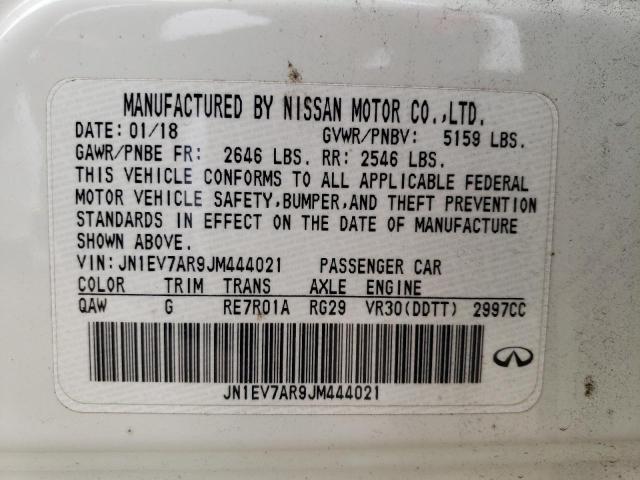 MANUFACTURED BY NISSAN MOTOR CO.,LTD.
DATE: 01/18 GVWR/PNBV: 5159 LBS.
GAWR/PNBE FR: 2646 LBS. RR: 2546 LBS.
THIS VEHICLE CONFORMS TO ALL APPLICABLE FEDERAL
MOTOR VEHICLE SAFETY,BUMPER,AND THEFT PREVENTION
STANDARDS IN EFFECT ON THE DATE OF MANUFACTURE
SHOWN ABOVE.
VIN: JN1EV7AR9JM444021 PASSENGER CAR
COLOR TRIM TRANS AXLE ENGINE
QAW G RE7R01A RG29 VR30(DDTT) 2997CC
JN1EV7AR9JM444021